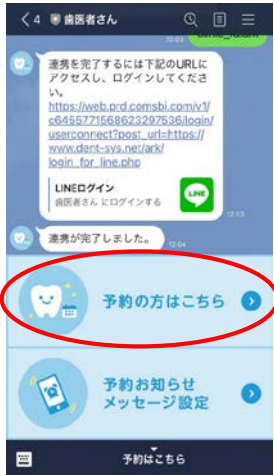 4 歯医者さん
12:03
連携を完了するには下記のURLに
アクセスし、ログインしてくださ
い。
https://web.prd.comsbi.com/v1/
c6455771568623297536/login/
userconnect?post_url=https://
www.dent-sys.net/ark/
login_for_line.php
LINEログイン
歯医者さん にログインする
LINE
12:03
連携が完了しました。
12:04
予約の方はこちら
予約お知らせ
メッセージ設定
予約はこちら